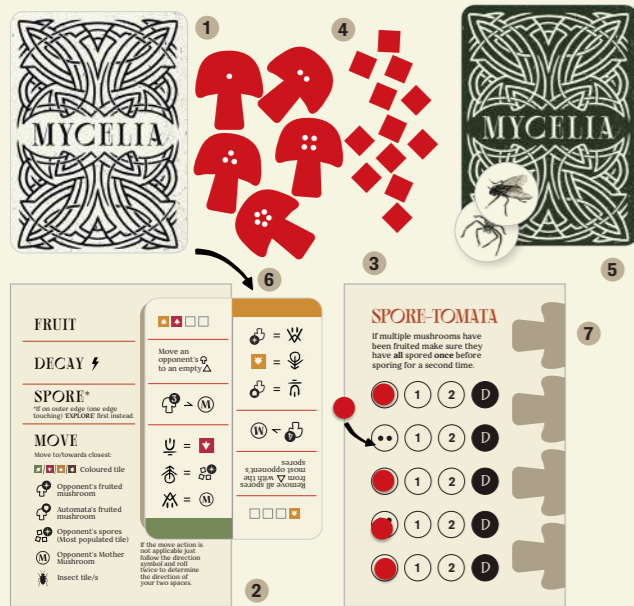 MYCELIA
1
4
MYCELIA
6
3
5
7
2
FRUIT
DECAY
SPORE*
*If on outer edge (one edge
touching) 'EXPLORE' first instead.
MOVE
Move to/towards closest:
Coloured tile
Opponent's fruited
mushroom
Automata's fruited
mushroom
Opponent's spores
(Most populated tile)
M Opponent's Mother
Mushroom
Insect tile/s
Move an
opponent's
to an empty
3 M
=
=
= M
If the move action is
not applicable just
follow the direction
symbol and roll
twice to determine
the direction of
your two spaces.
=
=
=
4 M
Remove all spores
from with the
most opponent's
spores
SPORE-TOMATA
If multiple mushrooms have
been fruited make sure they
have all spored once before
sporing for a second time.
1 2 D
1 2 D
1 2 D
1 2 D
1 2 D